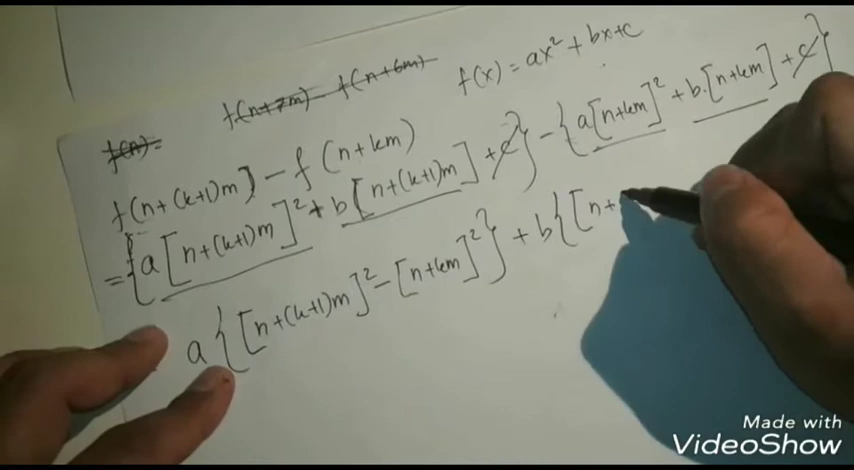 f(x) = ax² + bx + c
f(n+7m) - f(n+6m)
f(n) =
f(n+(k+1)m] - f(n+km)
= {a[n+(k+1)m]² + b[n+(k+1)m] + c} - {a[n+km]² + b.[n+km] + c}
a{[n+(k+1)m]² - [n+km]²} + b{[n+
Made with
VideoShow